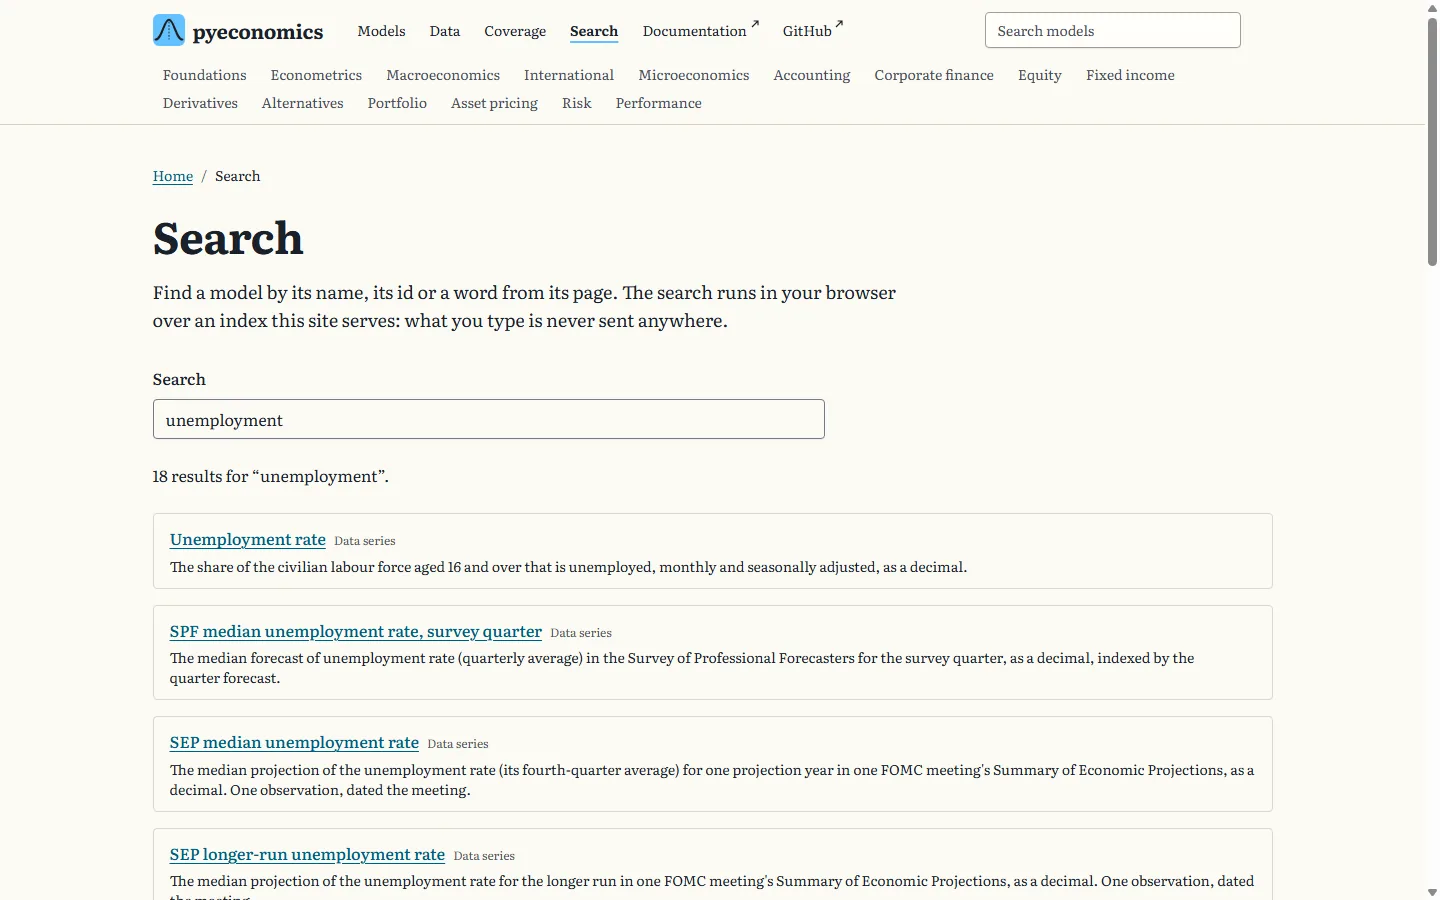 pyeconomics
Models Data Coverage Search Documentation ↗ GitHub ↗
Search models
Foundations Econometrics Macroeconomics International Microeconomics Accounting Corporate finance Equity Fixed income
Derivatives Alternatives Portfolio Asset pricing Risk Performance
Home / Search
Search
Find a model by its name, its id or a word from its page. The search runs in your browser
over an index this site serves: what you type is never sent anywhere.
Search
unemployment
18 results for “unemployment”.
Unemployment rate Data series
The share of the civilian labour force aged 16 and over that is unemployed, monthly and seasonally adjusted, as a decimal.
SPF median unemployment rate, survey quarter Data series
The median forecast of unemployment rate (quarterly average) in the Survey of Professional Forecasters for the survey quarter, as a decimal, indexed by the
quarter forecast.
SEP median unemployment rate Data series
The median projection of the unemployment rate (its fourth-quarter average) for one projection year in one FOMC meeting's Summary of Economic Projections, as a
decimal. One observation, dated the meeting.
SEP longer-run unemployment rate Data series
The median projection of the unemployment rate for the longer run in one FOMC meeting's Summary of Economic Projections, as a decimal. One observation, dated
the meeting.